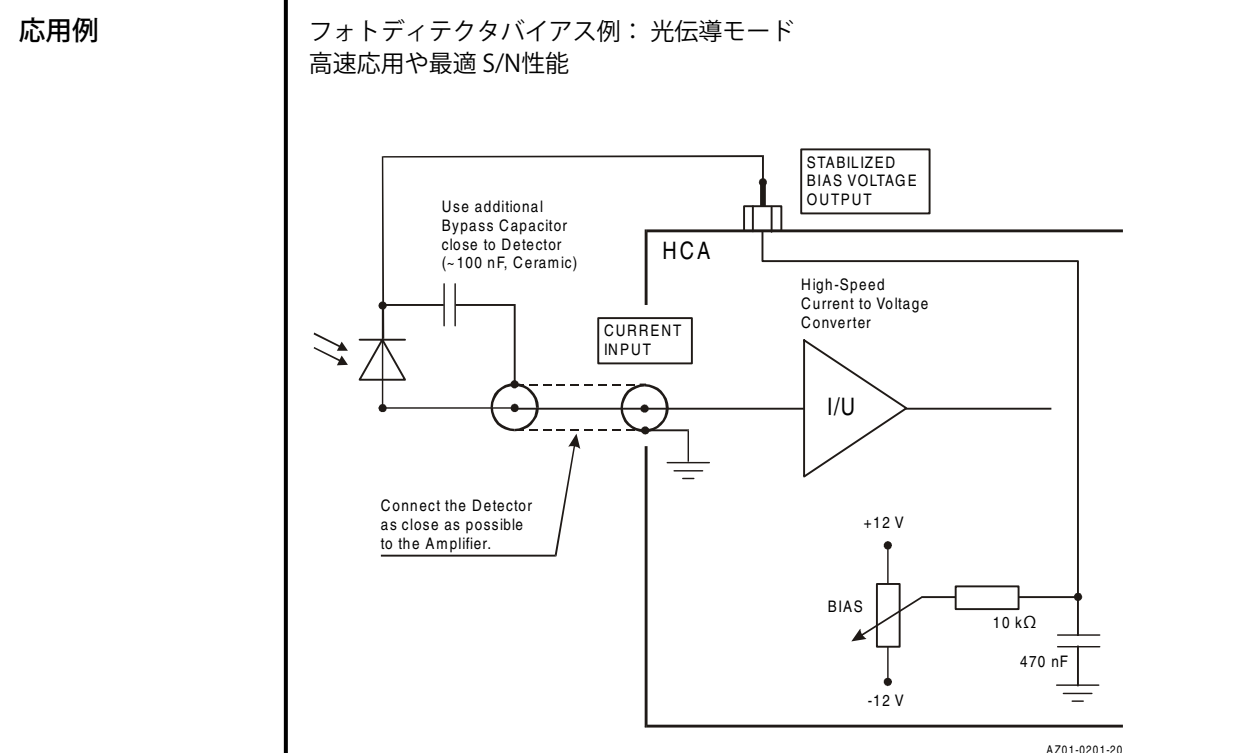 応用例
フォトディテクタバイアス例： 光伝導モード
高速応用や最適 S/N性能
STABILIZED
BIAS VOLTAGE
OUTPUT
Use additional
Bypass Capacitor
close to Detector
(~100 nF, Ceramic)
HCA
High-Speed
Current to Voltage
Converter
CURRENT
INPUT
I/U
Connect the Detector
as close as possible
to the Amplifier.
+12 V
BIAS
10 kΩ
470 nF
-12 V
AZ01-0201-20